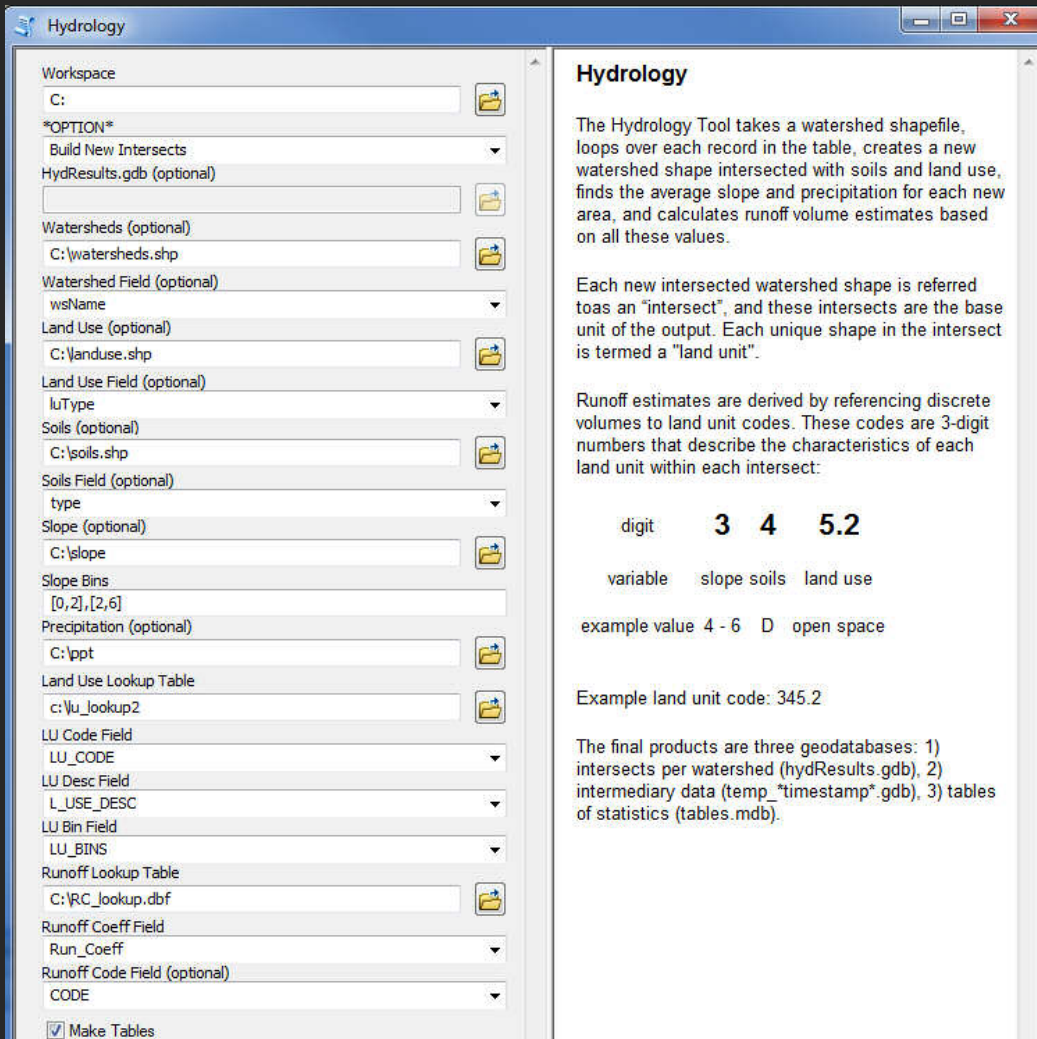 Hydrology
Workspace
C:
*OPTION*
Build New Intersects
HydResults.gdb (optional)
Watersheds (optional)
C:\watersheds.shp
Watershed Field (optional)
wsName
Land Use (optional)
C:\landuse.shp
Land Use Field (optional)
luType
Soils (optional)
C:\soils.shp
Soils Field (optional)
type
Slope (optional)
C:\slope
Slope Bins
[0,2],[2,6]
Precipitation (optional)
C:\ppt
Land Use Lookup Table
c:\lu_lookup2
LU Code Field
LU_CODE
LU Desc Field
L_USE_DESC
LU Bin Field
LU_BINS
Runoff Lookup Table
C:\RC_lookup.dbf
Runoff Coeff Field
Run_Coeff
Runoff Code Field (optional)
CODE
Make Tables
Hydrology
The Hydrology Tool takes a watershed shapefile,
loops over each record in the table, creates a new
watershed shape intersected with soils and land use,
finds the average slope and precipitation for each new
area, and calculates runoff volume estimates based
on all these values.
Each new intersected watershed shape is referred
toas an “intersect”, and these intersects are the base
unit of the output. Each unique shape in the intersect
is termed a "land unit".
Runoff estimates are derived by referencing discrete
volumes to land unit codes. These codes are 3-digit
numbers that describe the characteristics of each
land unit within each intersect:
digit 3 4 5.2
variable slope soils land use
example value 4 - 6 D open space
Example land unit code: 345.2
The final products are three geodatabases: 1)
intersects per watershed (hydResults.gdb), 2)
intermediary data (temp_*timestamp*.gdb), 3) tables
of statistics (tables.mdb).